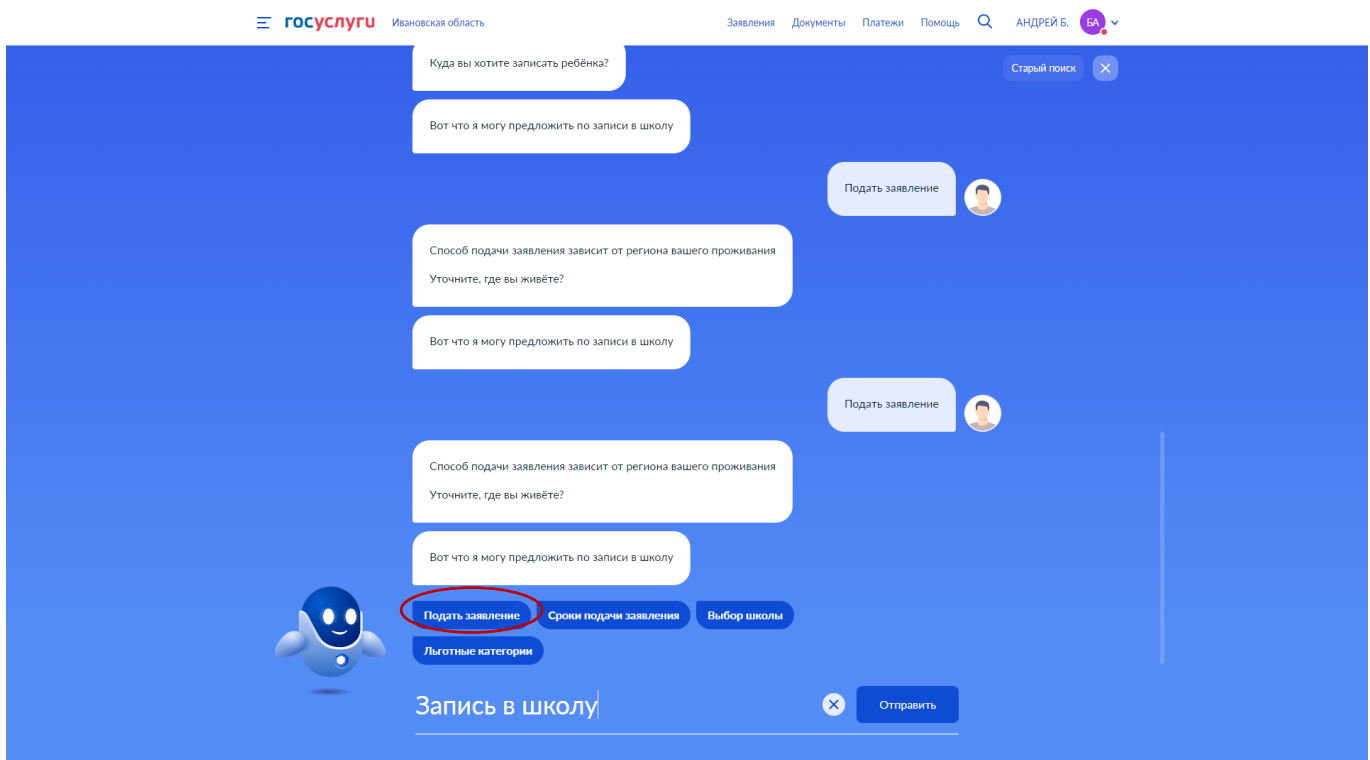 госуслуги Ивановская область Заявления Документы Платежи Помощь АНДРЕЙ Б. БА
Старый поиск
Куда вы хотите записать ребёнка?
Вот что я могу предложить по записи в школу
Подать заявление
Способ подачи заявления зависит от региона вашего проживания
Уточните, где вы живёте?
Вот что я могу предложить по записи в школу
Подать заявление
Способ подачи заявления зависит от региона вашего проживания
Уточните, где вы живёте?
Вот что я могу предложить по записи в школу
Подать заявление Сроки подачи заявления Выбор школы
Льготные категории
Запись в школу Отправить